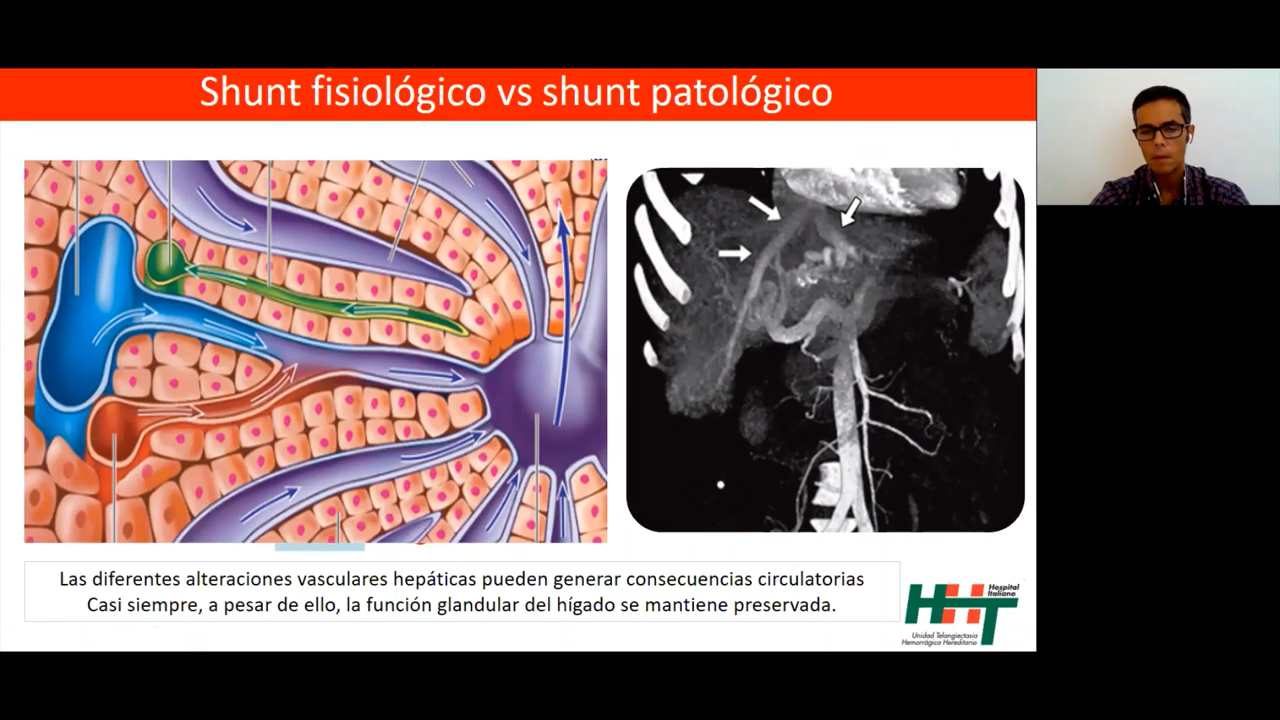 Shunt fisiológico vs shunt patológico
Las diferentes alteraciones vasculares hepáticas pueden generar consecuencias circulatorias
Casi siempre, a pesar de ello, la función glandular del hígado se mantiene preservada.
HHT
Hospital
Italiano
Unidad Telangiectasia
Hemorrágica Hereditaria